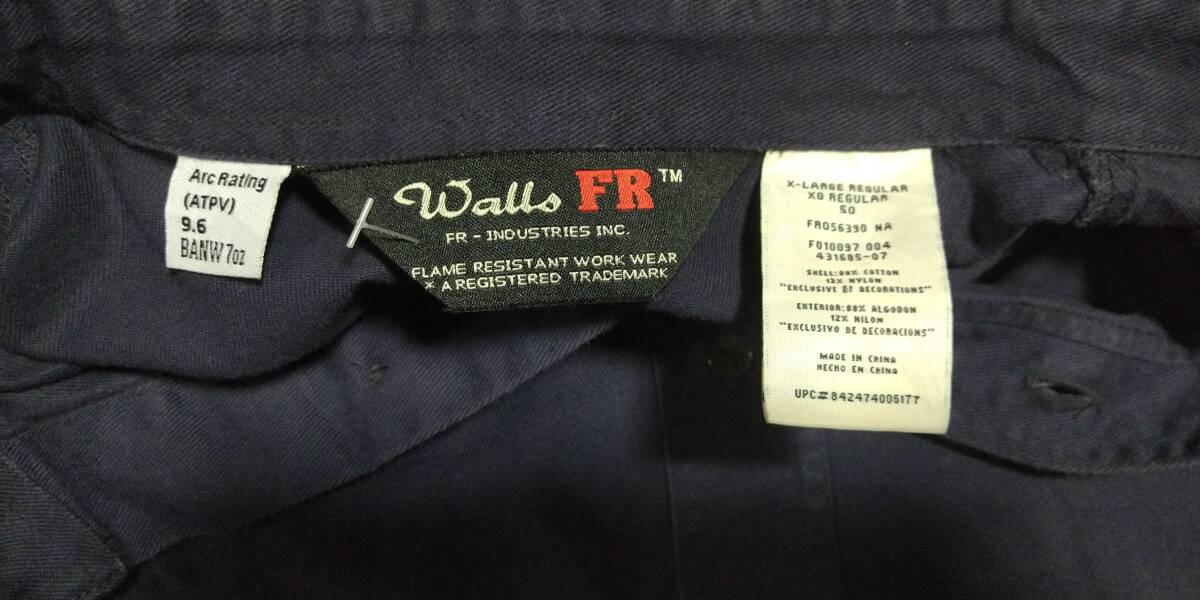 Arc Rating
(ATPV)
9.6
BANW 7oz
Walls FR™
FR - INDUSTRIES INC.
FLAME RESISTANT WORK WEAR
* A REGISTERED TRADEMARK
X-LARGE REGULAR
XG REGULAR
50
FR056390 NA
F010097 004
431685-07
SHELL:88% COTTON
12% NYLON
"EXCLUSIVE OF DECORATIONS"
EXTERIOR:88% ALGODON
12% NILON
"EXCLUSIVO DE DECORACIONS"
MADE IN CHINA
HECHO EN CHINA
UPC#842474005177